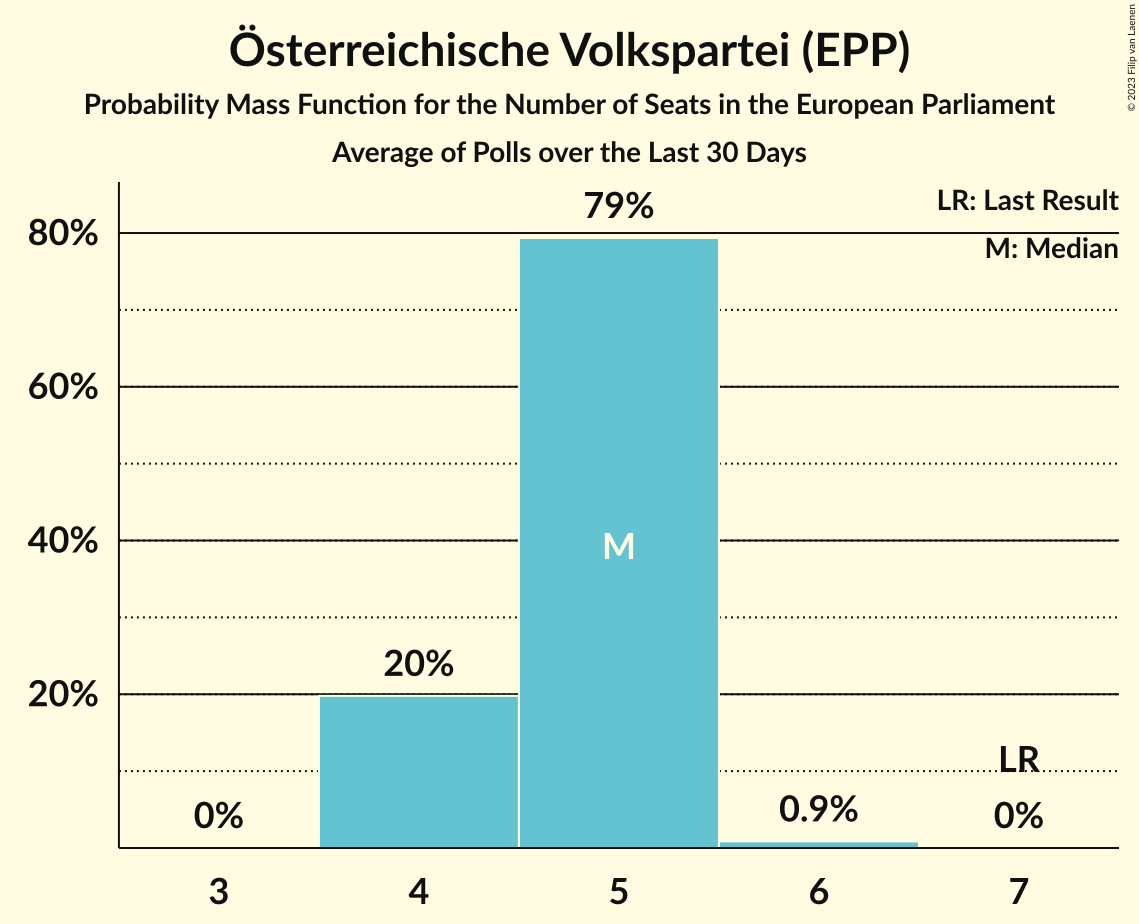 Österreichische Volkspartei (EPP)
Probability Mass Function for the Number of Seats in the European Parliament
Average of Polls over the Last 30 Days
© 2023 Filip van Laenen
LR: Last Result
M: Median
80%
60%
40%
20%
0%
20%
79%
M
0.9%
LR
0%
3
4
5
6
7